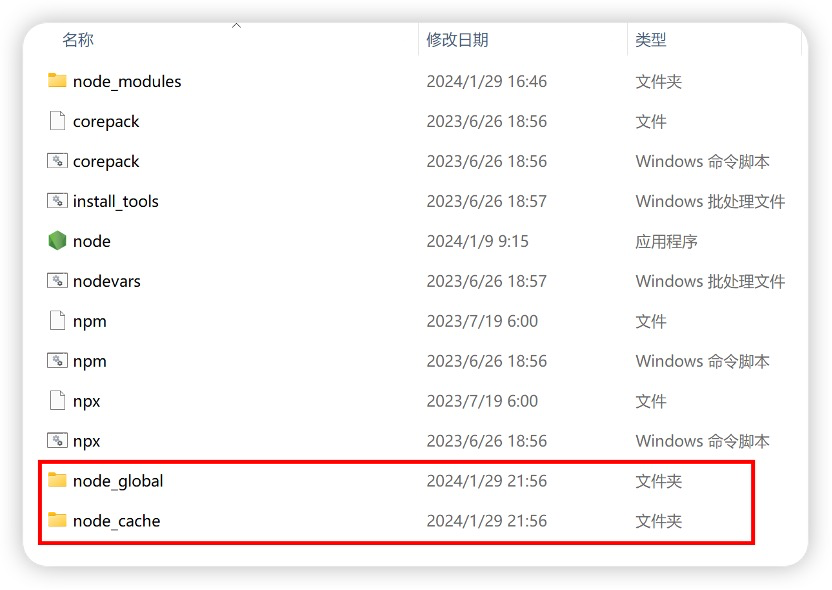 名称 修改日期 类型
node_modules 2024/1/29 16:46 文件夹
corepack 2023/6/26 18:56 文件
corepack 2023/6/26 18:56 Windows 命令脚本
install_tools 2023/6/26 18:57 Windows 批处理文件
node 2024/1/9 9:15 应用程序
nodevars 2023/6/26 18:57 Windows 批处理文件
npm 2023/7/19 6:00 文件
npm 2023/6/26 18:56 Windows 命令脚本
npx 2023/7/19 6:00 文件
npx 2023/6/26 18:56 Windows 命令脚本
node_global 2024/1/29 21:56 文件夹
node_cache 2024/1/29 21:56 文件夹